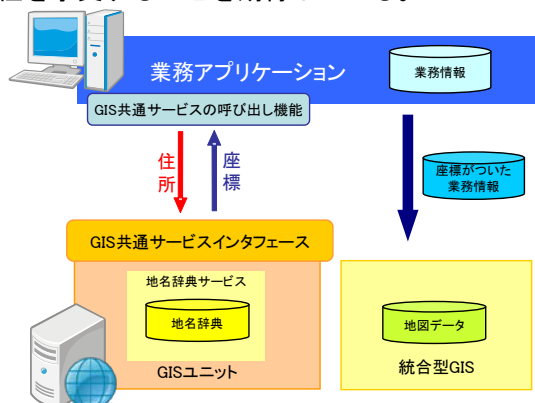 業務アプリケーション
業務情報
GIS共通サービスの呼び出し機能
住所
座標
座標がついた
業務情報
GIS共通サービスインタフェース
地名辞典サービス
地名辞典
GISユニット
地図データ
統合型GIS